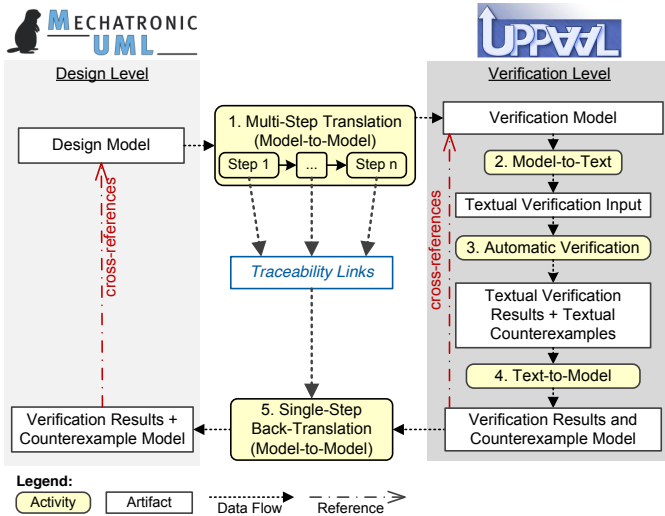 MECHATRONIC
UML
UPPAAL
Design Level
Verification Level
1. Multi-Step Translation
(Model-to-Model)
Step 1
...
Step n
Design Model
Verification Model
2. Model-to-Text
Textual Verification Input
3. Automatic Verification
cross-references
cross-references
Traceability Links
Textual Verification
Results + Textual
Counterexamples
4. Text-to-Model
Verification Results +
Counterexample Model
5. Single-Step
Back-Translation
(Model-to-Model)
Verification Results and
Counterexample Model
Legend:
Activity
Artifact
Data Flow
Reference